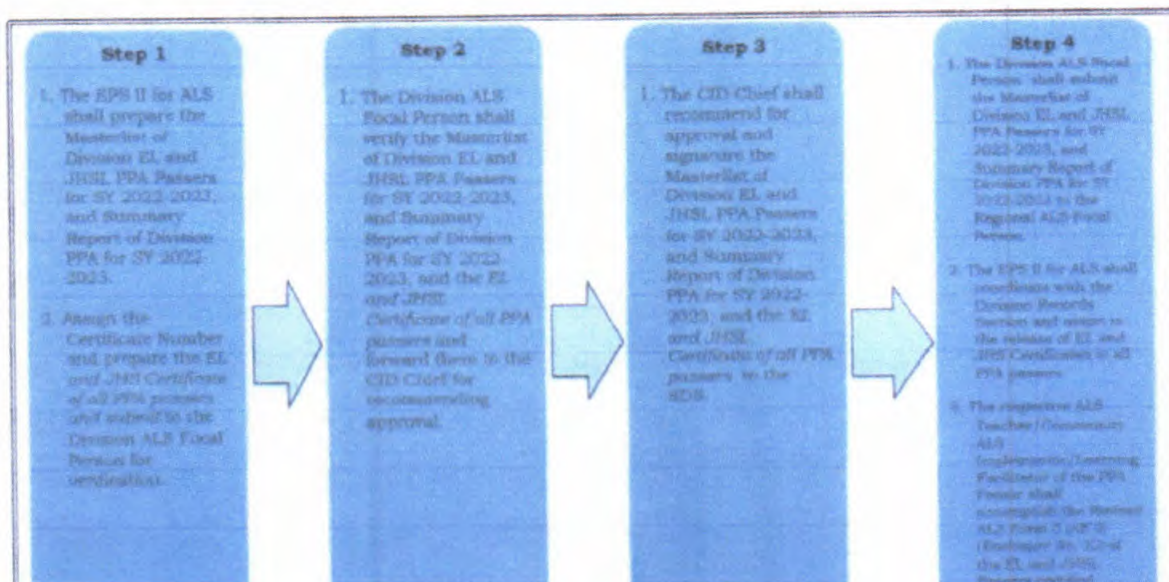 Step 1
1. The EPS II for ALS
shall prepare the
Masterlist of
Division EL and
JHSL PPA Passers
for SY 2022-2023,
and Summary
Report of Division
PPA for SY 2022-
2023.
2. Assign the
Certificate Number
and prepare the EL
and JHS Certificate
of all PPA passers
and submit to the
Division ALS Focal
Person for
verification.
Step 2
1. The Division ALS
Focal Person shall
verify the Masterlist
of Division EL and
JHSL PPA Passers
for SY 2022-2023,
and Summary
Report of Division
PPA for SY 2022-
2023, and the EL
and JHSL
Certificate of all PPA
passers and
forward them to the
CID Chief for
recommending
approval.
Step 3
1. The CID Chief shall
recommend for
approval and
signature the
Masterlist of
Division EL and
JHSL PPA Passers
for SY 2022-2023,
and Summary
Report of Division
PPA for SY 2022-
2023, and the EL
and JHSL
Certificate of all PPA
passers to the
SDS.
Step 4
1. The Division ALS Focal
Person shall submit
the Masterlist of
Division EL and JHSL
PPA Passers for SY
2022-2023, and
Summary Report of
Division PPA for SY
2022-2023 to the
Regional ALS Focal
Person.
2. The EPS II for ALS shall
coordinate with the
Division Records
Section and assist in
the release of EL and
JHS Certificates to all
PPA passers
3. The respective ALS
Teacher/Community
ALS
Implementor/Learning
Facilitator of the PPA
Passer shall
accomplish the Revised
ALS Form 5
the EL and JHSL